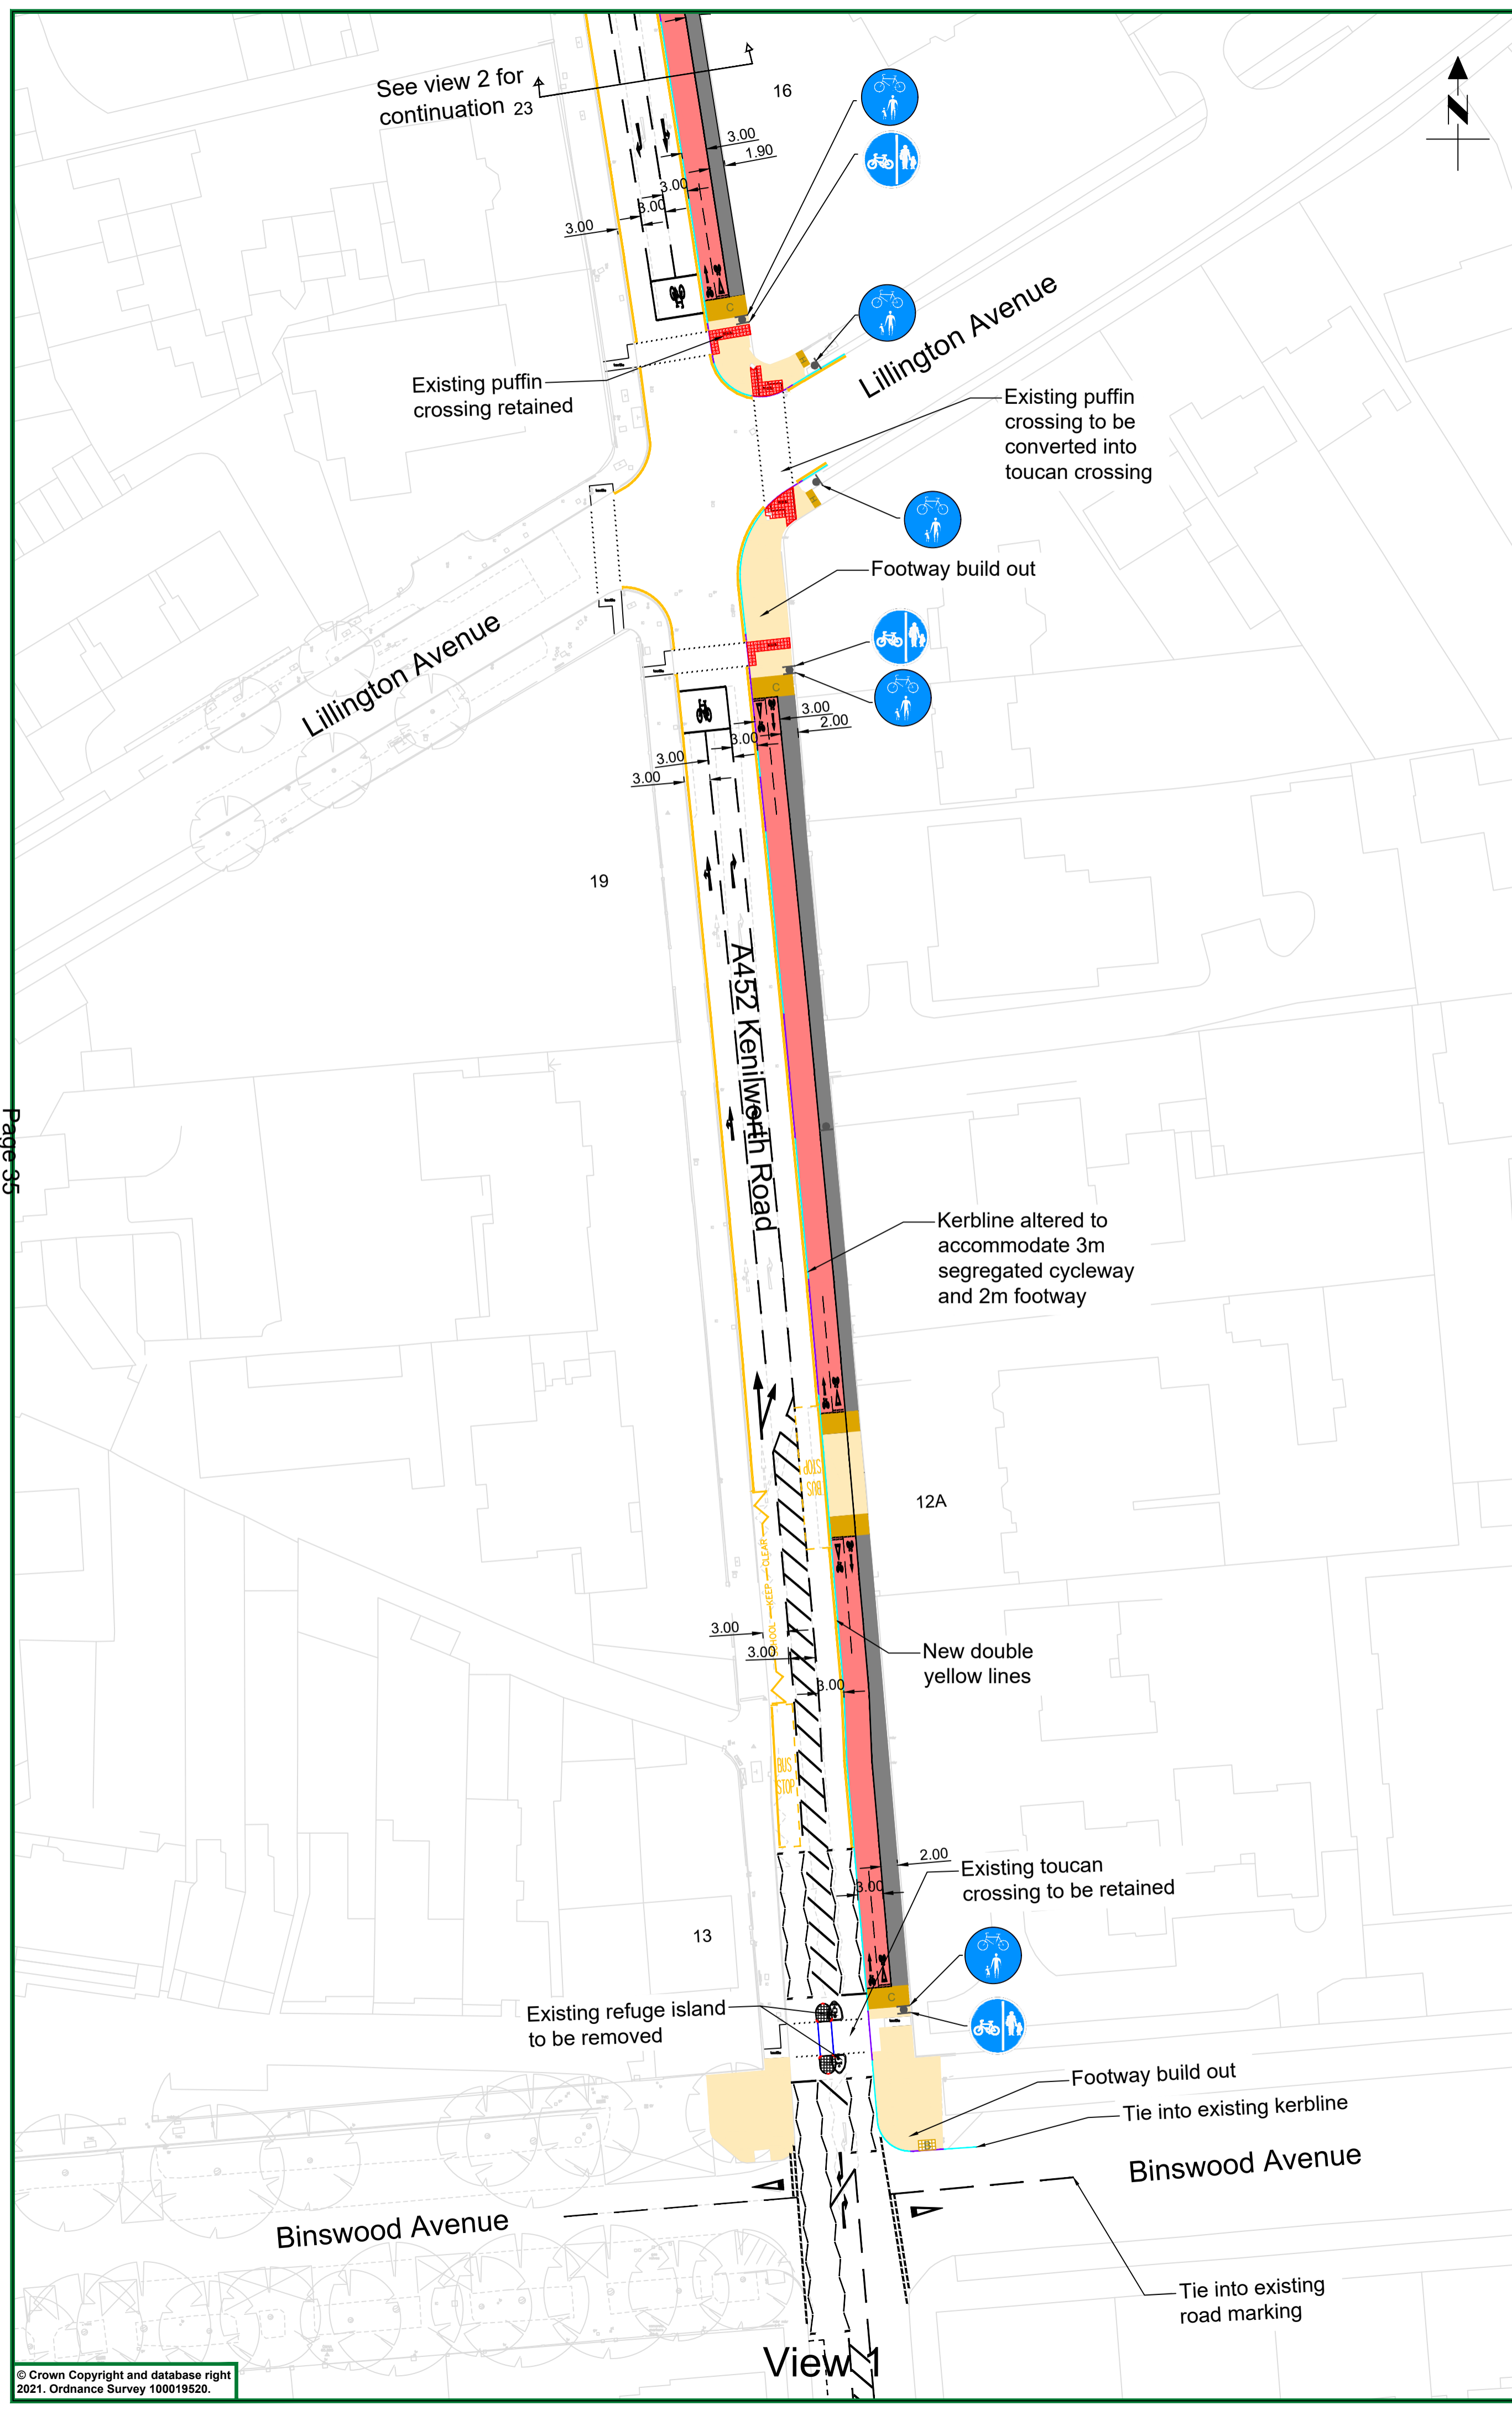 See view 2 for
continuation
23
16
3.00
1.90
3.00
3.00
3.00
C
Lillington Avenue
Existing puffin
crossing retained
Existing puffin
crossing to be
converted into
toucan crossing
Footway build out
Lillington Avenue
C
3.00
2.00
3.00
3.00
3.00
19
A452 Kenilworth Road
Page 35
Kerbline altered to
accommodate 3m
segregated cycleway
and 2m footway
BUS
STOP
12A
CLEAR
KEEP
3.00
3.00
3.00
New double
yellow lines
BUS
STOP
2.00
3.00
Existing toucan
crossing to be retained
13
C
Existing refuge island
to be removed
Footway build out
Tie into existing kerbline
B
Binswood Avenue
Binswood Avenue
Tie into existing
road marking
View 1
© Crown Copyright and database right
2021. Ordnance Survey 100019520.
N